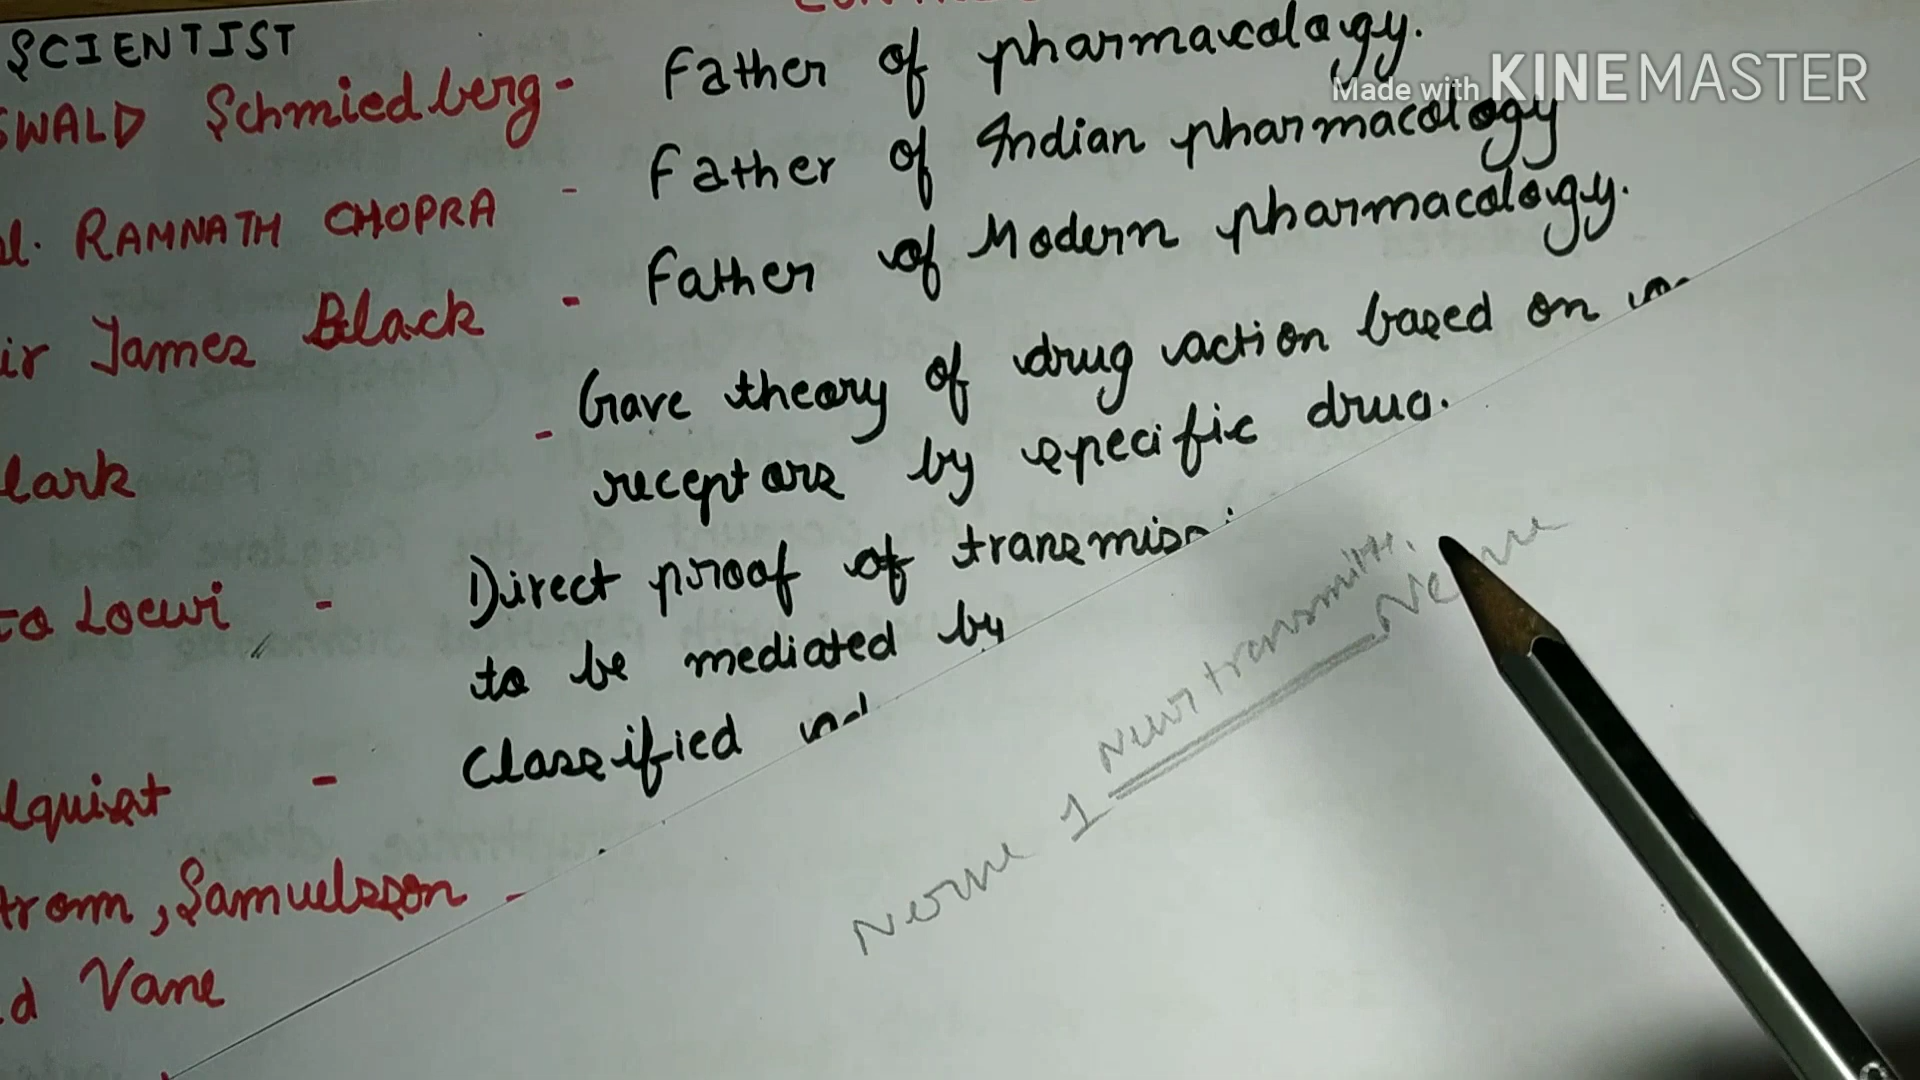 SCIENTIST
SWALD Schmiedberg - Father of pharmacology.
Made with KINEMASTER
l. RAMNATH CHOPRA - Father of Indian pharmacology
ir James Black - Father of Modern pharmacology.
lark - Gave theory of drug action based on
receptors by specific drug.
to Loewi - Direct proof of transmiss
to be mediated by
lquist - Classified ad
trom, Samuelsson -
d Vane
Neurotransmitt.
Nerve 1
Nerve